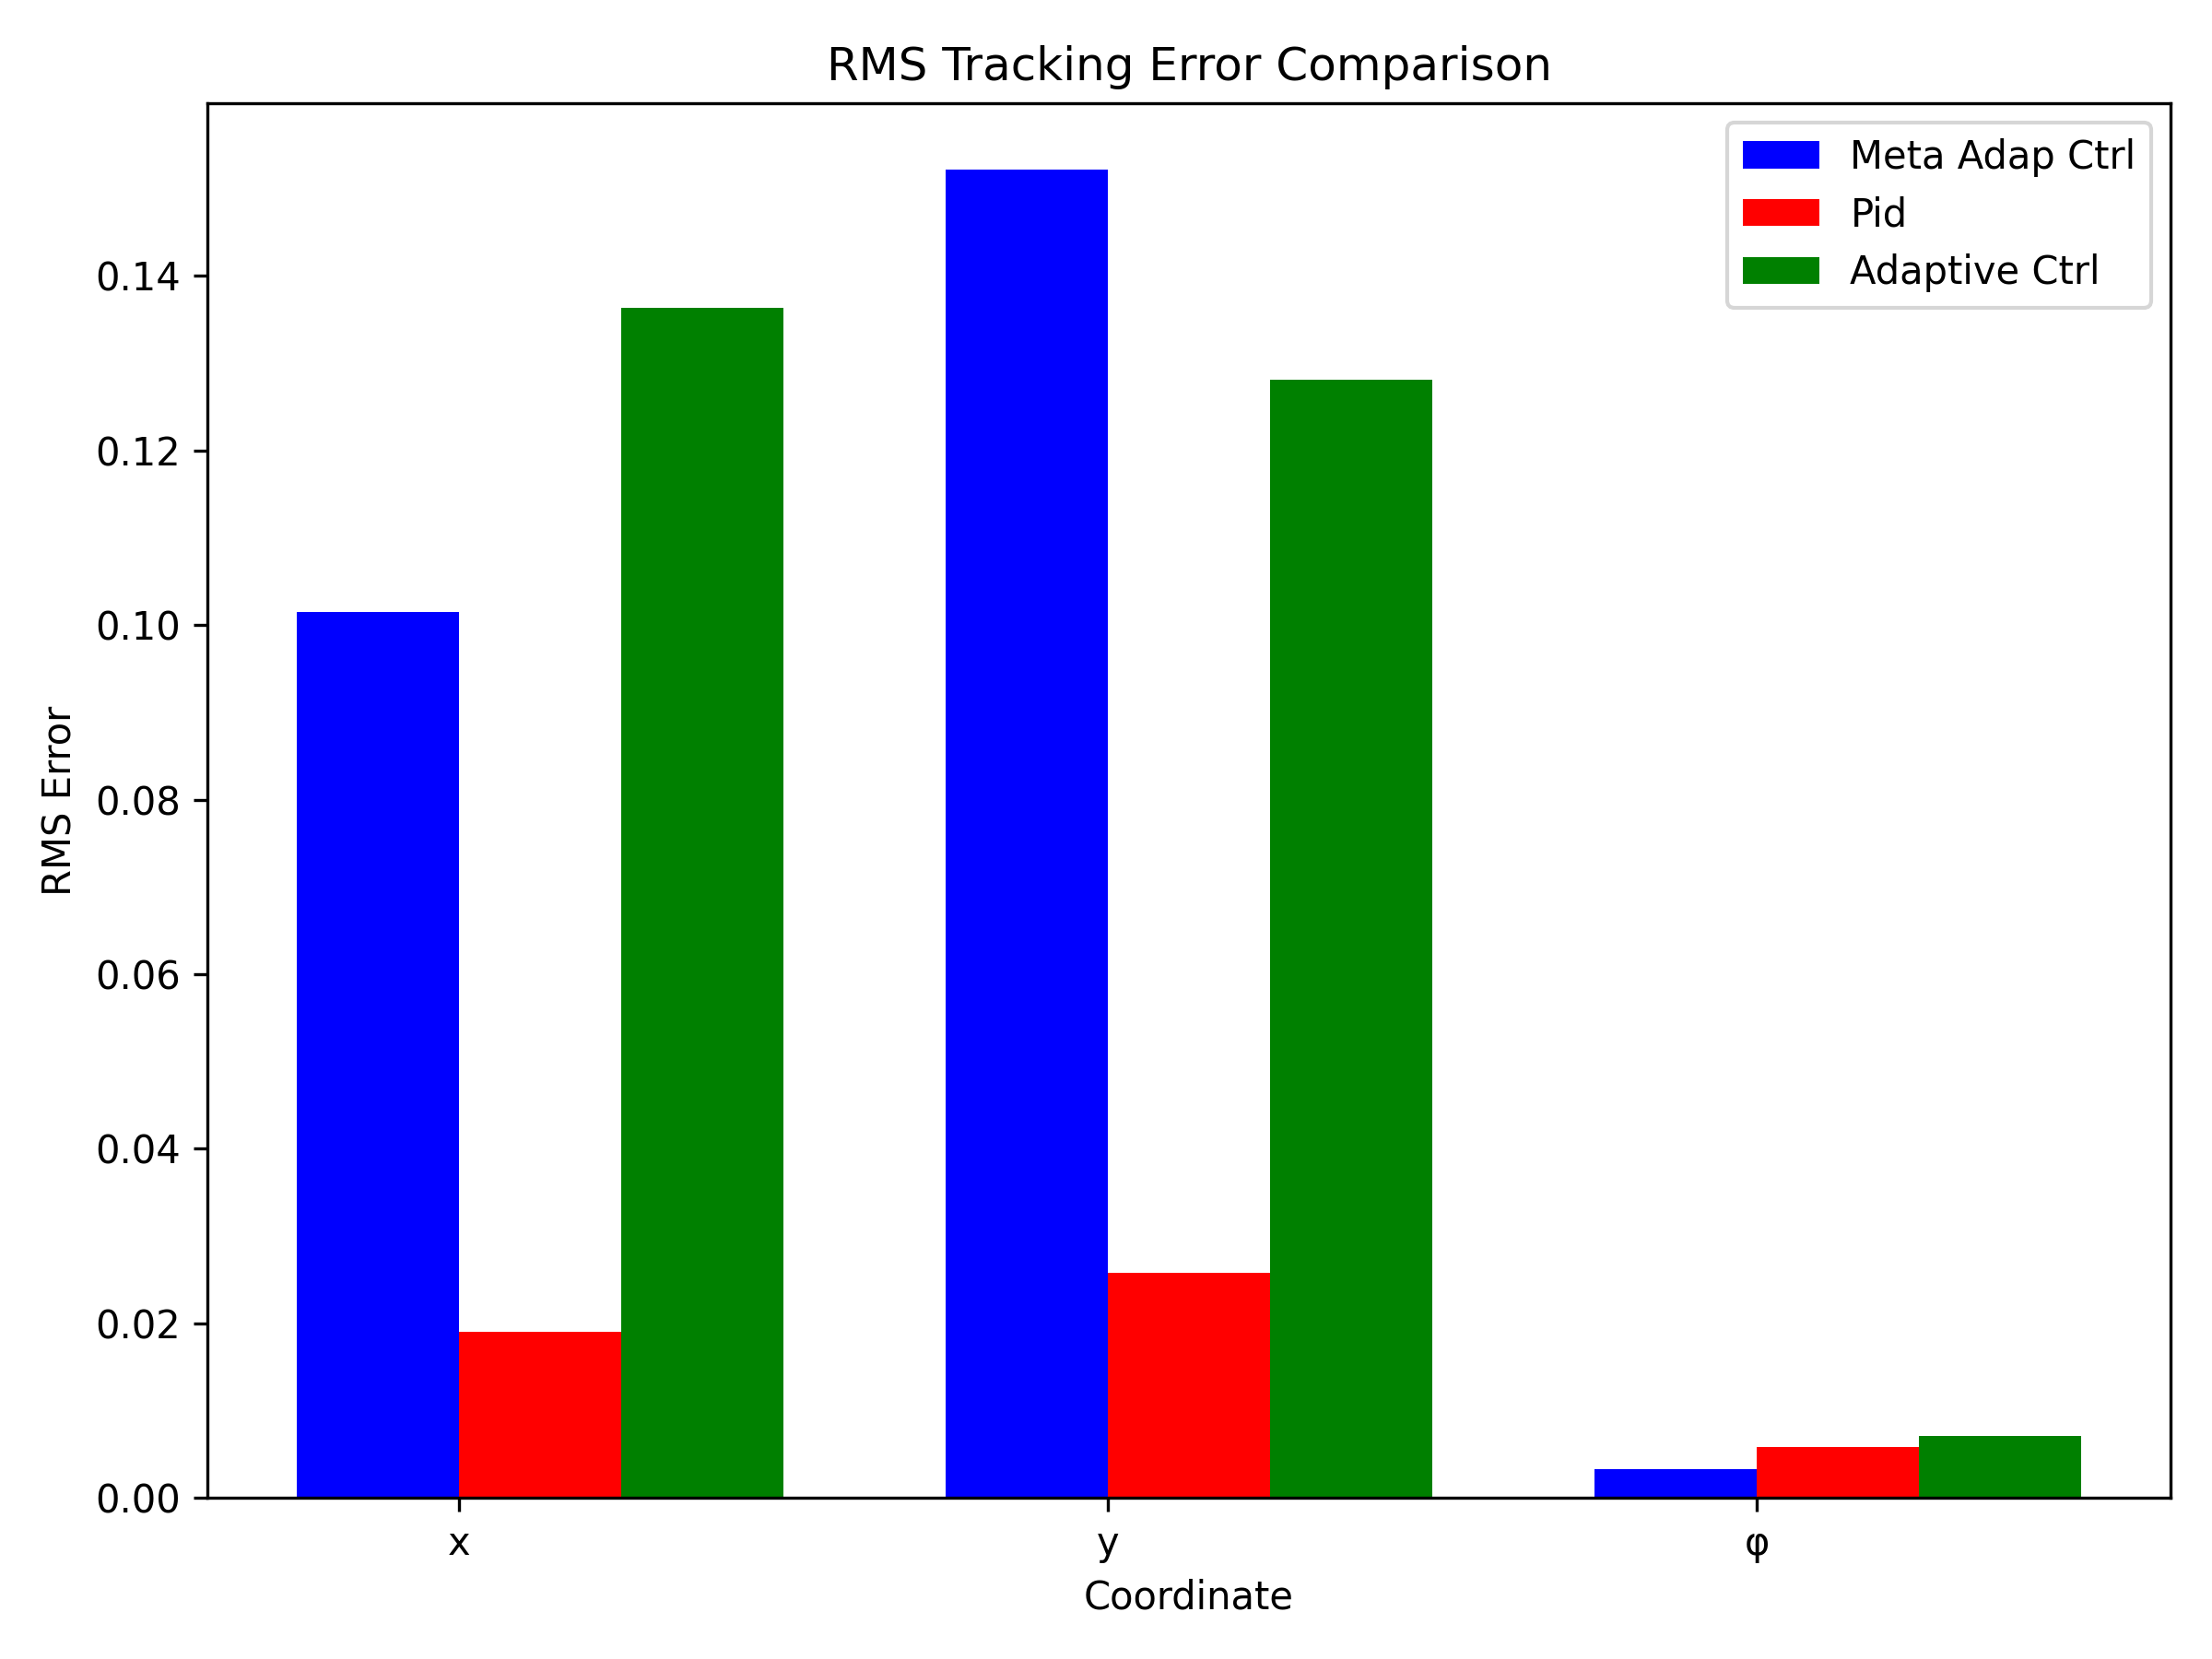 RMS Tracking Error Comparison
Meta Adap Ctrl
Pid
Adaptive Ctrl
RMS Error
0.14
0.12
0.10
0.08
0.06
0.04
0.02
0.00
x y φ
Coordinate